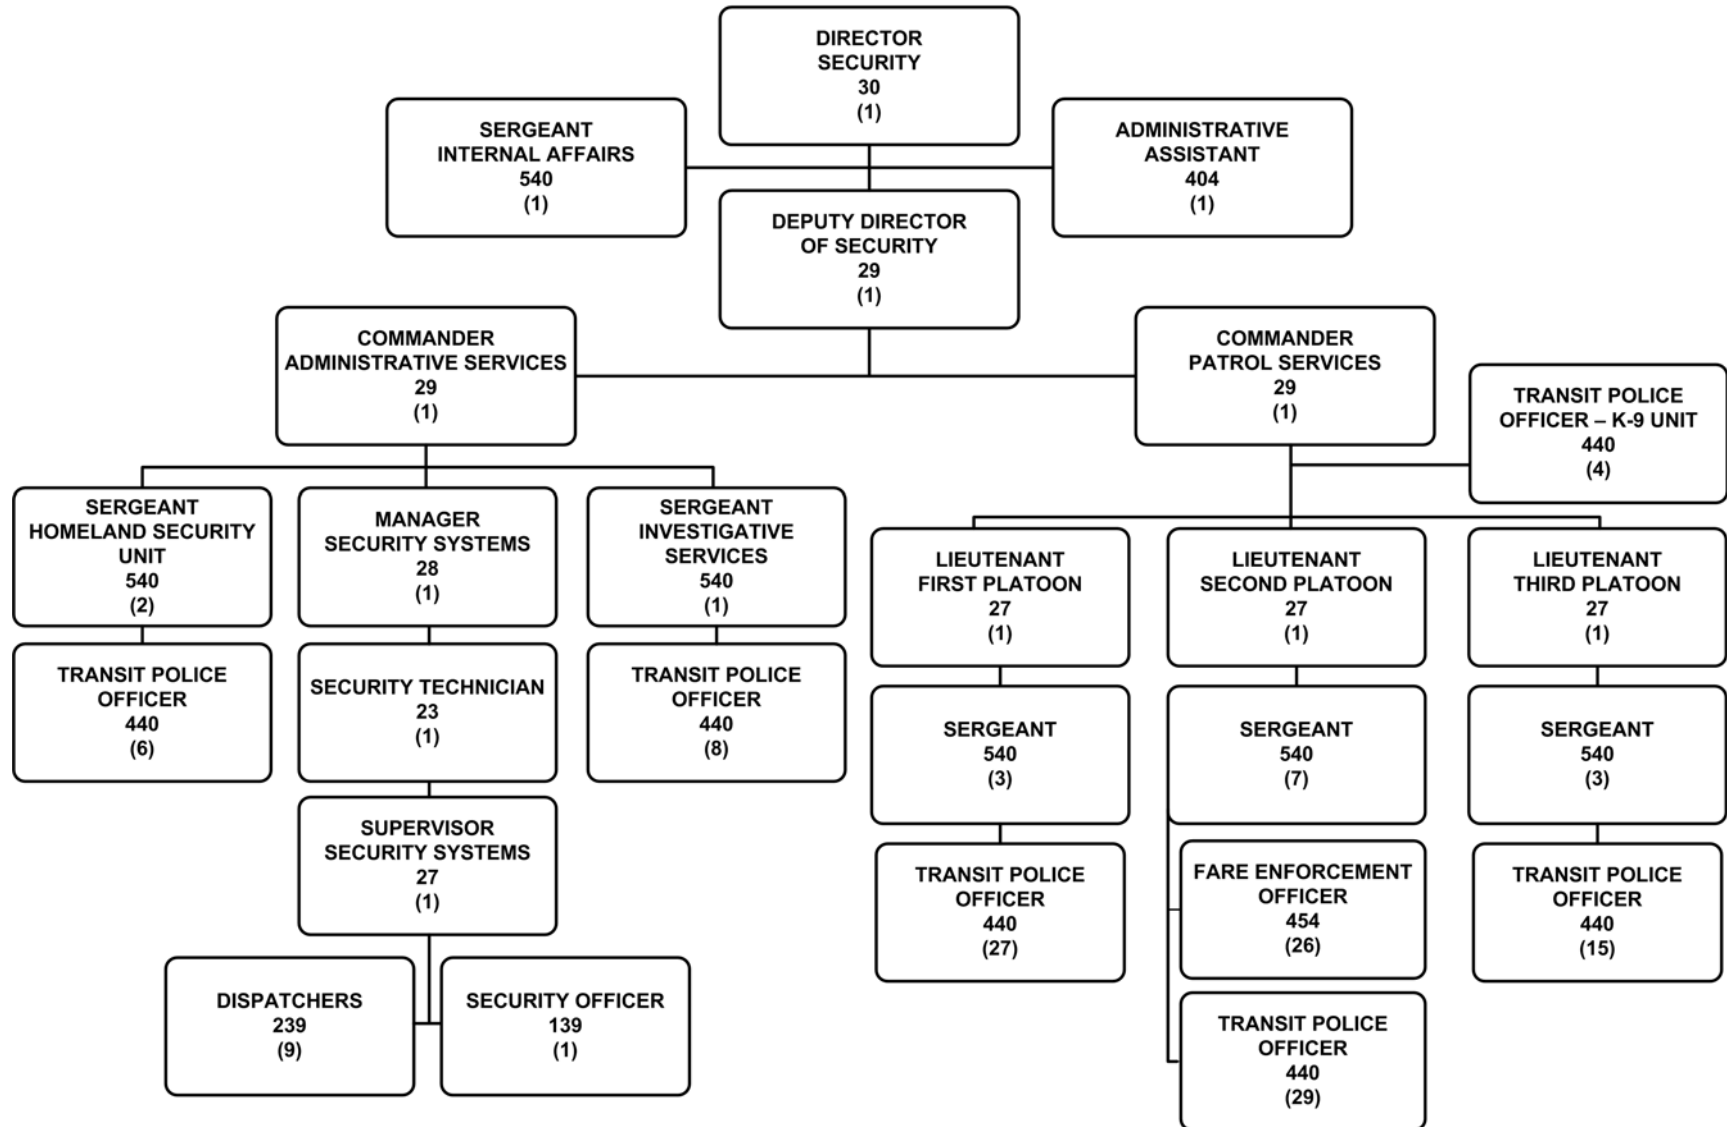 DIRECTOR
SECURITY
30
(1)
SERGEANT
INTERNAL AFFAIRS
540
(1)
ADMINISTRATIVE
ASSISTANT
404
(1)
DEPUTY DIRECTOR
OF SECURITY
29
(1)
COMMANDER
ADMINISTRATIVE SERVICES
29
(1)
COMMANDER
PATROL SERVICES
29
(1)
TRANSIT POLICE
OFFICER – K-9 UNIT
440
(4)
SERGEANT
HOMELAND SECURITY
UNIT
540
(2)
MANAGER
SECURITY SYSTEMS
28
(1)
SERGEANT
INVESTIGATIVE
SERVICES
540
(1)
LIEUTENANT
FIRST PLATOON
27
(1)
LIEUTENANT
SECOND PLATOON
27
(1)
LIEUTENANT
THIRD PLATOON
27
(1)
TRANSIT POLICE
OFFICER
440
(6)
SECURITY TECHNICIAN
23
(1)
TRANSIT POLICE
OFFICER
440
(8)
SERGEANT
540
(3)
SERGEANT
540
(7)
SERGEANT
540
(3)
SUPERVISOR
SECURITY SYSTEMS
27
(1)
TRANSIT POLICE
OFFICER
440
(27)
FARE ENFORCEMENT
OFFICER
454
(26)
TRANSIT POLICE
OFFICER
440
(15)
DISPATCHERS
239
(9)
SECURITY OFFICER
139
(1)
TRANSIT POLICE
OFFICER
440
(29)